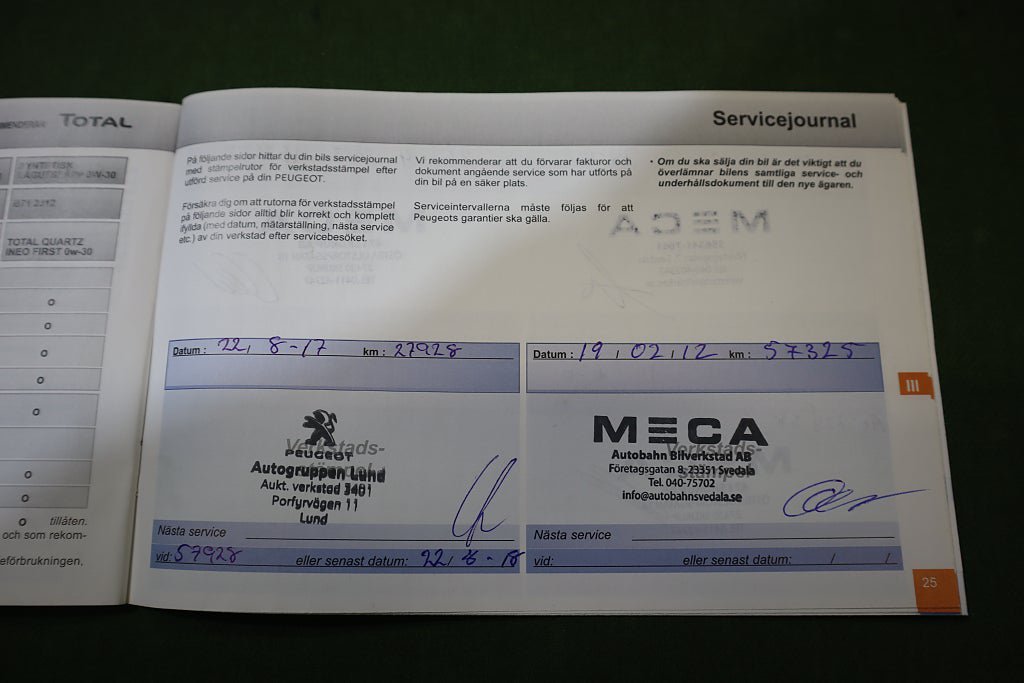 TOTAL
0W-30
B71 2312
TOTAL QUARTZ
INEO FIRST 0w-30
o
o
o
o
o
o
o
o tillåten.
och som rekom-
eförbrukningen,
Servicejournal
På följande sidor hittar du din bils servicejournal
med stämpelrutor för verkstadsstämpel efter
utförd service på din PEUGEOT.
Försäkra dig om att rutorna för verkstadsstämpel
på följande sidor alltid blir korrekt och komplett
ifyllda (med datum, mätarställning, nästa service
etc.) av din verkstad efter servicebesöket.
Vi rekommenderar att du förvarar fakturor och
dokument angående service som har utförts på
din bil en säker plats.
Serviceintervallerna måste följas för att
Peugeots garantier ska gälla.
• Om du ska sälja din bil är det viktigt att du
överlämnar bilens samtliga service- och
underhållsdokument till den nye ägaren.
Datum : 22, 8-17 km : 27928
Verkstads-
stämpel
PEUGEOT
Autogruppen Lund
Aukt. verkstad 3401
Porfyrvägen 11
Lund
Nästa service
vid: 57928 eller senast datum: 22, 8 - 18
Datum : 19 , 02 , 12 km : 57325
MECA
Verkstads-
stämpel
Autobahn Bilverkstad AB
Företagsgatan 8, 23351 Svedala
Tel. 040-75702
info@autobahnsvedala.se
Nästa service
vid: eller senast datum: / /
III
25